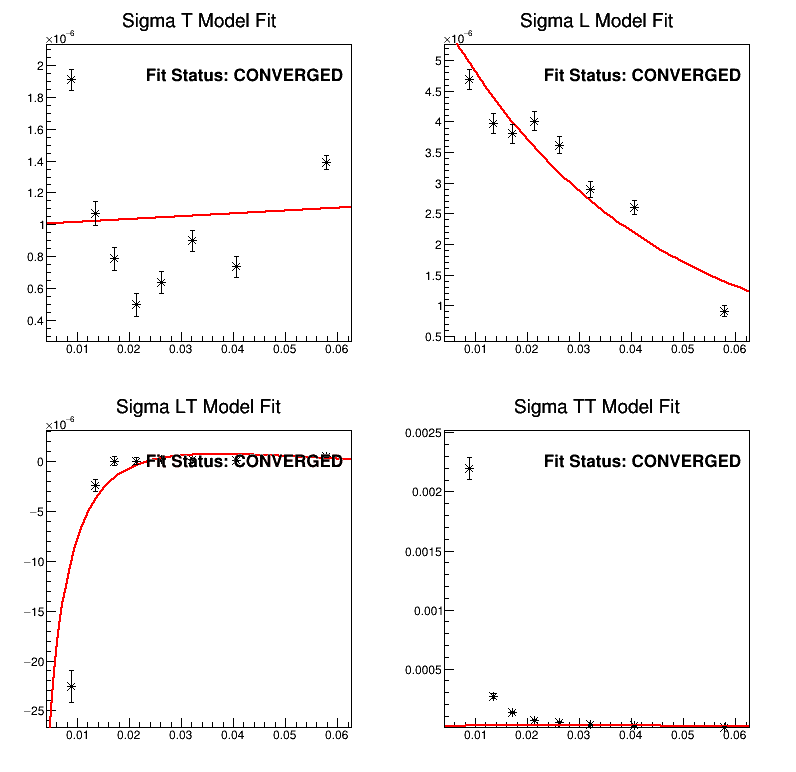 Sigma T Model Fit
×10⁻⁶
Fit Status: CONVERGED
2
1.8
1.6
1.4
1.2
1
0.8
0.6
0.4
0.01 0.02 0.03 0.04 0.05 0.06
Sigma L Model Fit
×10⁻⁶
Fit Status: CONVERGED
5
4.5
4
3.5
3
2.5
2
1.5
1
0.5
0.01 0.02 0.03 0.04 0.05 0.06
Sigma LT Model Fit
×10⁻⁶
Fit Status: CONVERGED
0
−5
−10
−15
−20
−25
0.01 0.02 0.03 0.04 0.05 0.06
Sigma TT Model Fit
Fit Status: CONVERGED
0.0025
0.002
0.0015
0.001
0.0005
0.01 0.02 0.03 0.04 0.05 0.06